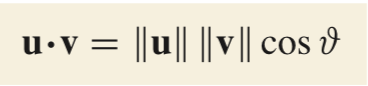 u·v = ‖u‖ ‖v‖ cos ϑ